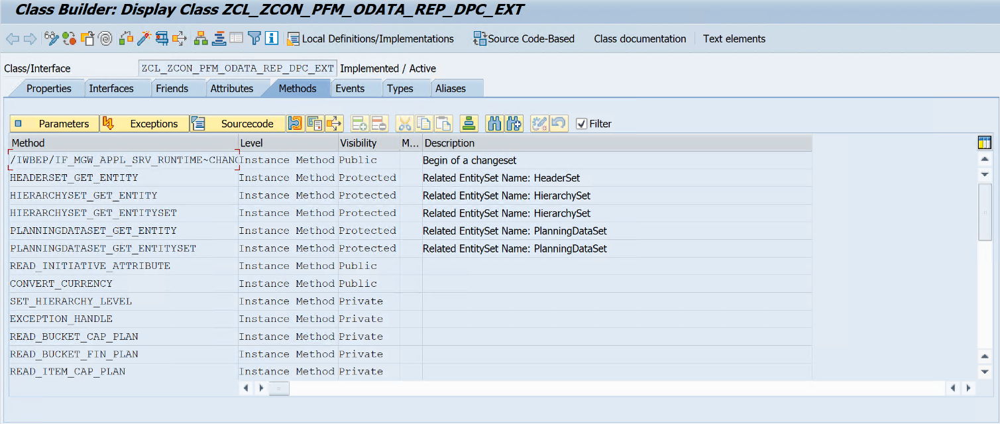 Class Builder: Display Class ZCL_ZCON_PFM_ODATA_REP_DPC_EXT
Local Definitions/Implementations Source Code-Based Class documentation Text elements
Class/Interface ZCL_ZCON_PFM_ODATA_REP_DPC_EXT Implemented / Active
Properties Interfaces Friends Attributes Methods Events Types Aliases
Parameters Exceptions Sourcecode Filter
Method Level Visibility M... Description
/IWBEP/IF_MGW_APPL_SRV_RUNTIME~CHANG Instance Method Public Begin of a changeset
HEADERSET_GET_ENTITY Instance Method Protected Related EntitySet Name: HeaderSet
HIERARCHYSET_GET_ENTITY Instance Method Protected Related EntitySet Name: HierarchySet
HIERARCHYSET_GET_ENTITYSET Instance Method Protected Related EntitySet Name: HierarchySet
PLANNINGDATASET_GET_ENTITY Instance Method Protected Related EntitySet Name: PlanningDataSet
PLANNINGDATASET_GET_ENTITYSET Instance Method Protected Related EntitySet Name: PlanningDataSet
READ_INITIATIVE_ATTRIBUTE Instance Method Public
CONVERT_CURRENCY Instance Method Public
SET_HIERARCHY_LEVEL Instance Method Private
EXCEPTION_HANDLE Instance Method Private
READ_BUCKET_CAP_PLAN Instance Method Private
READ_BUCKET_FIN_PLAN Instance Method Private
READ_ITEM_CAP_PLAN Instance Method Private